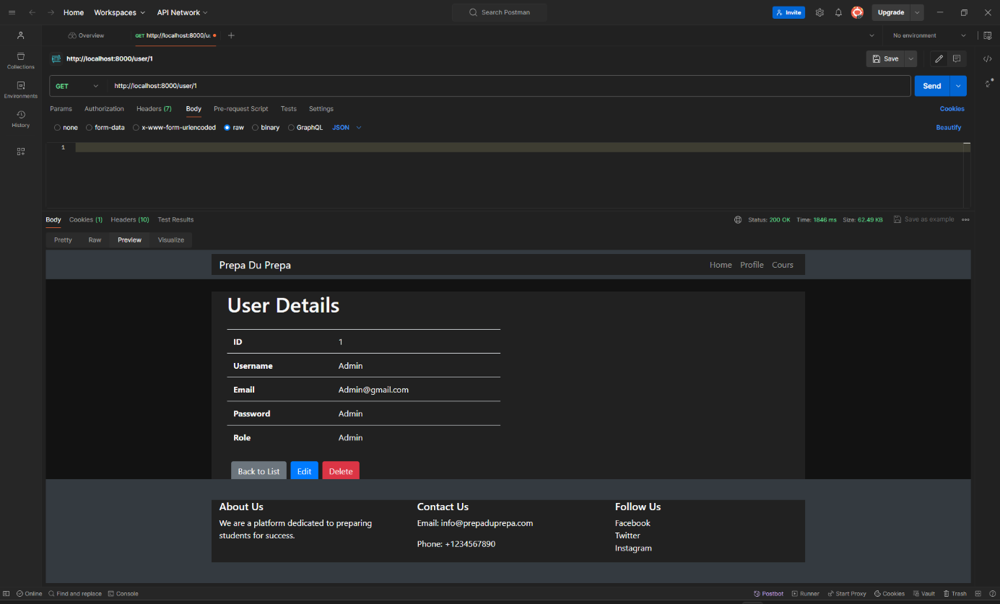 Home Workspaces API Network Search Postman Invite Upgrade
Overview GET http://localhost:8000/us No environment
http://localhost:8000/user/1 Save
Collections
GET http://localhost:8000/user/1 Send
Environments
Params Authorization Headers (7) Body Pre-request Script Tests Settings Cookies
History
none form-data x-www-form-urlencoded raw binary GraphQL JSON Beautify
1
Body Cookies (1) Headers (10) Test Results Status: 200 OK Time: 1846 ms Size: 62.49 KB Save as example
Pretty Raw Preview Visualize
Prepa Du Prepa Home Profile Cours
User Details
ID 1
Username Admin
Email Admin@gmail.com
Password Admin
Role Admin
Back to List Edit Delete
About Us Contact Us Follow Us
We are a platform dedicated to preparing Email: info@prepaduprepa.com Facebook
students for success. Twitter
Phone: +1234567890
Instagram
Online Find and replace Console Postbot Runner Start Proxy Cookies Vault Trash